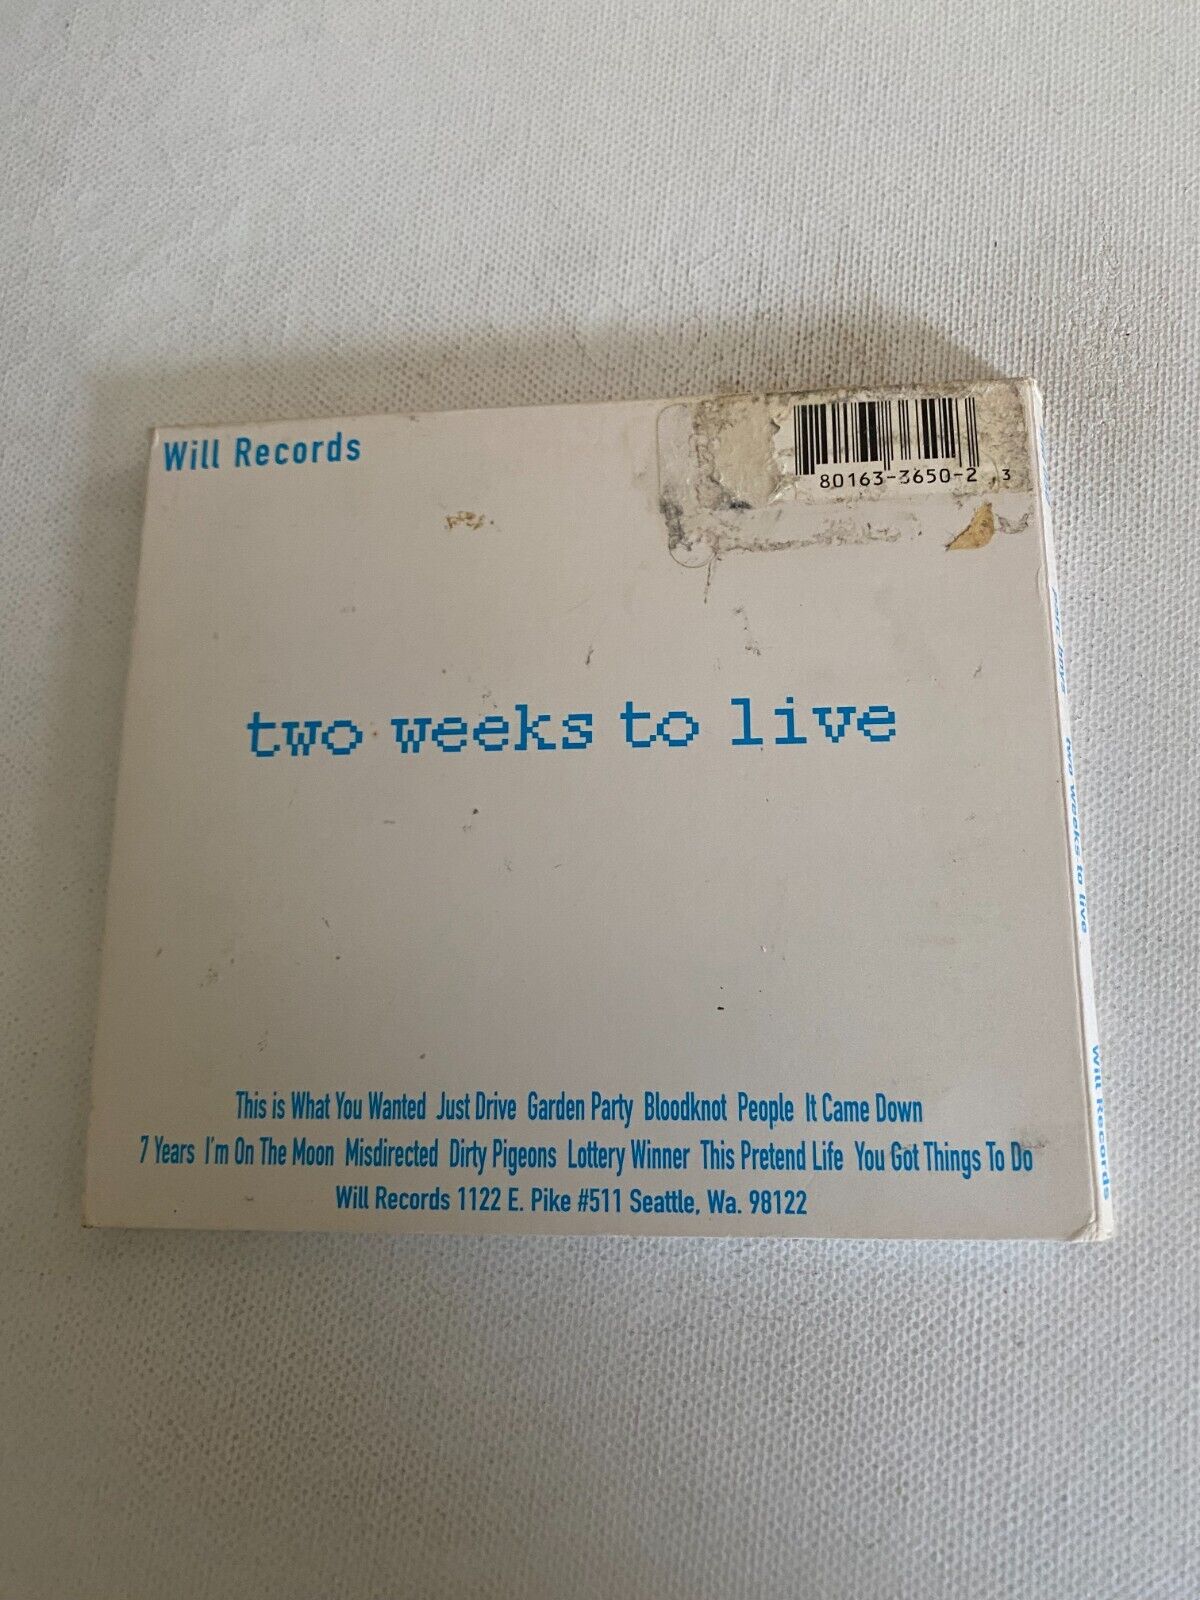 Will Records
80163-3650-2 3
two weeks to live
This is What You Wanted Just Drive Garden Party Bloodknot People It Came Down
7 Years I'm On The Moon Misdirected Dirty Pigeons Lottery Winner This Pretend Life You Got Things To Do
Will Records 1122 E. Pike #511 Seattle, Wa. 98122
boys two weeks to live Will Records